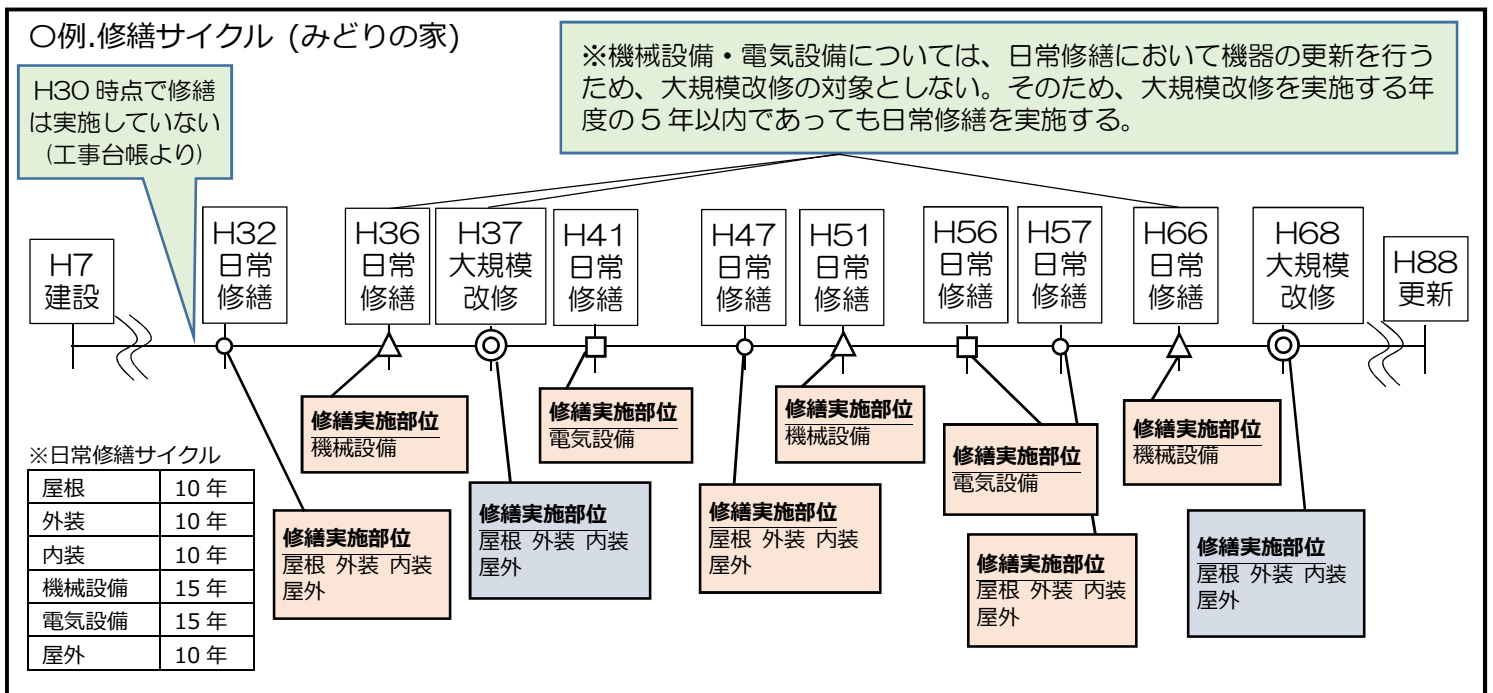 〇例.修繕サイクル (みどりの家)
H30 時点で修繕
は実施していない
(工事台帳より)
※機械設備・電気設備については、日常修繕において機器の更新を行う
ため、大規模改修の対象としない。そのため、大規模改修を実施する年
度の５年以内であっても日常修繕を実施する。
H7
建設
H32
日常
修繕
H36
日常
修繕
H37
大規模
改修
H41
日常
修繕
H47
日常
修繕
H51
日常
修繕
H56
日常
修繕
H57
日常
修繕
H66
日常
修繕
H68
大規模
改修
H88
更新
修繕実施部位
屋根 外装 内装
屋外
修繕実施部位
機械設備
修繕実施部位
屋根 外装 内装
屋外
修繕実施部位
電気設備
修繕実施部位
屋根 外装 内装
屋外
修繕実施部位
機械設備
修繕実施部位
電気設備
修繕実施部位
屋根 外装 内装
屋外
修繕実施部位
機械設備
修繕実施部位
屋根 外装 内装
屋外
※日常修繕サイクル
屋根 10 年
外装 10 年
内装 10 年
機械設備 15 年
電気設備 15 年
屋外 10 年